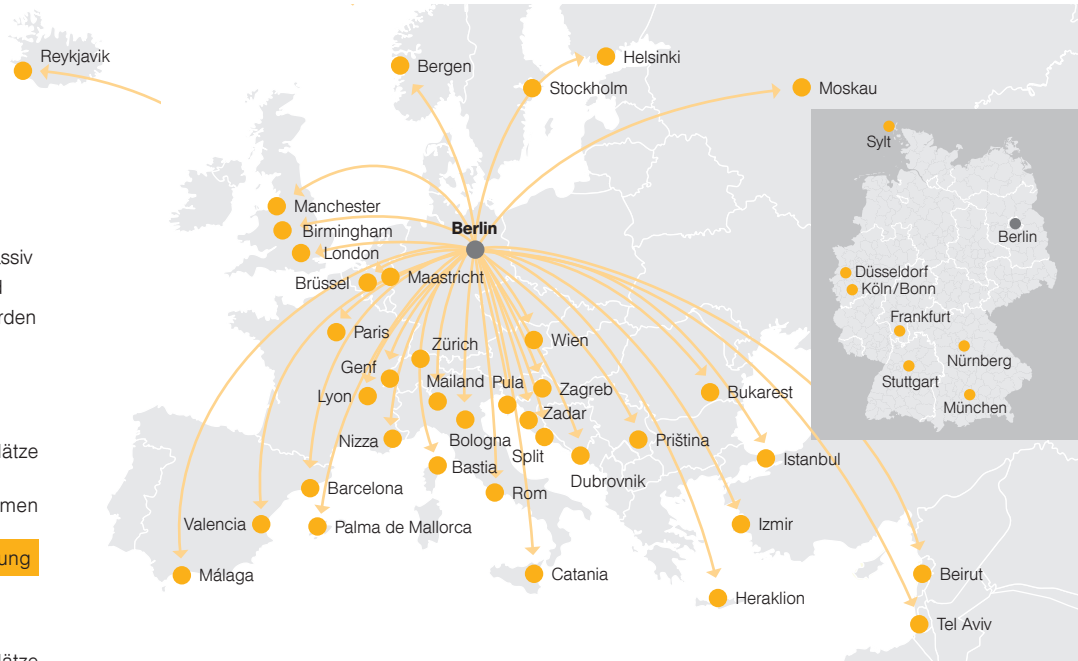 Reykjavik
Bergen
Helsinki
Stockholm
Moskau
Manchester
Birmingham
London
Berlin
Brüssel
Maastricht
Paris
Zürich
Wien
Genf
Lyon
Mailand
Pula
Zagreb
Zadar
Bukarest
Nizza
Bologna
Split
Priština
Bastia
Dubrovnik
Istanbul
Barcelona
Rom
Valencia
Palma de Mallorca
Izmir
Málaga
Catania
Heraklion
Beirut
Tel Aviv
Sylt
Berlin
Düsseldorf
Köln/Bonn
Frankfurt
Nürnberg
Stuttgart
München